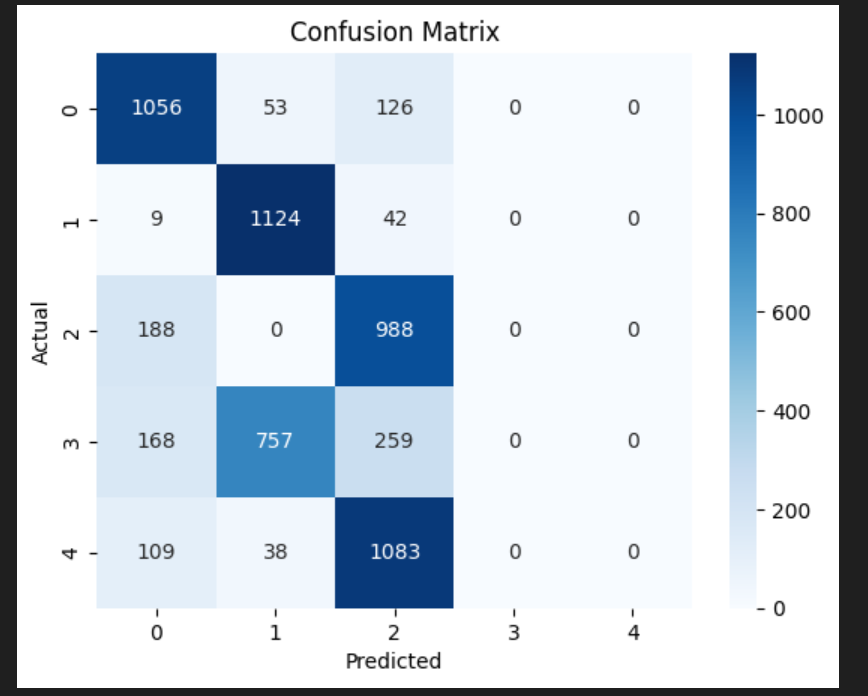 Confusion Matrix
0 1056 53 126 0 0
1 9 1124 42 0 0
2 188 0 988 0 0
3 168 757 259 0 0
4 109 38 1083 0 0
0 1 2 3 4
Predicted
Actual
1000
800
600
400
200
0